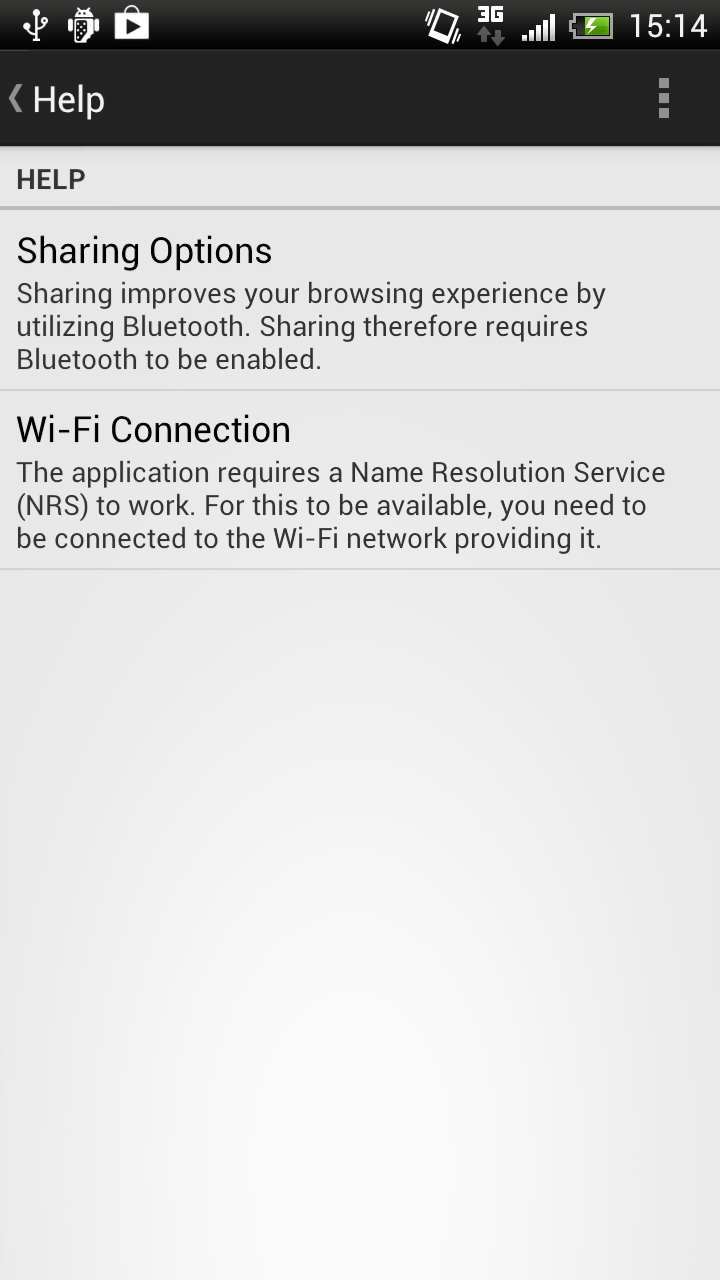 3G
15:14
Help
HELP
Sharing Options
Sharing improves your browsing experience by
utilizing Bluetooth. Sharing therefore requires
Bluetooth to be enabled.
Wi-Fi Connection
The application requires a Name Resolution Service
(NRS) to work. For this to be available, you need to
be connected to the Wi-Fi network providing it.